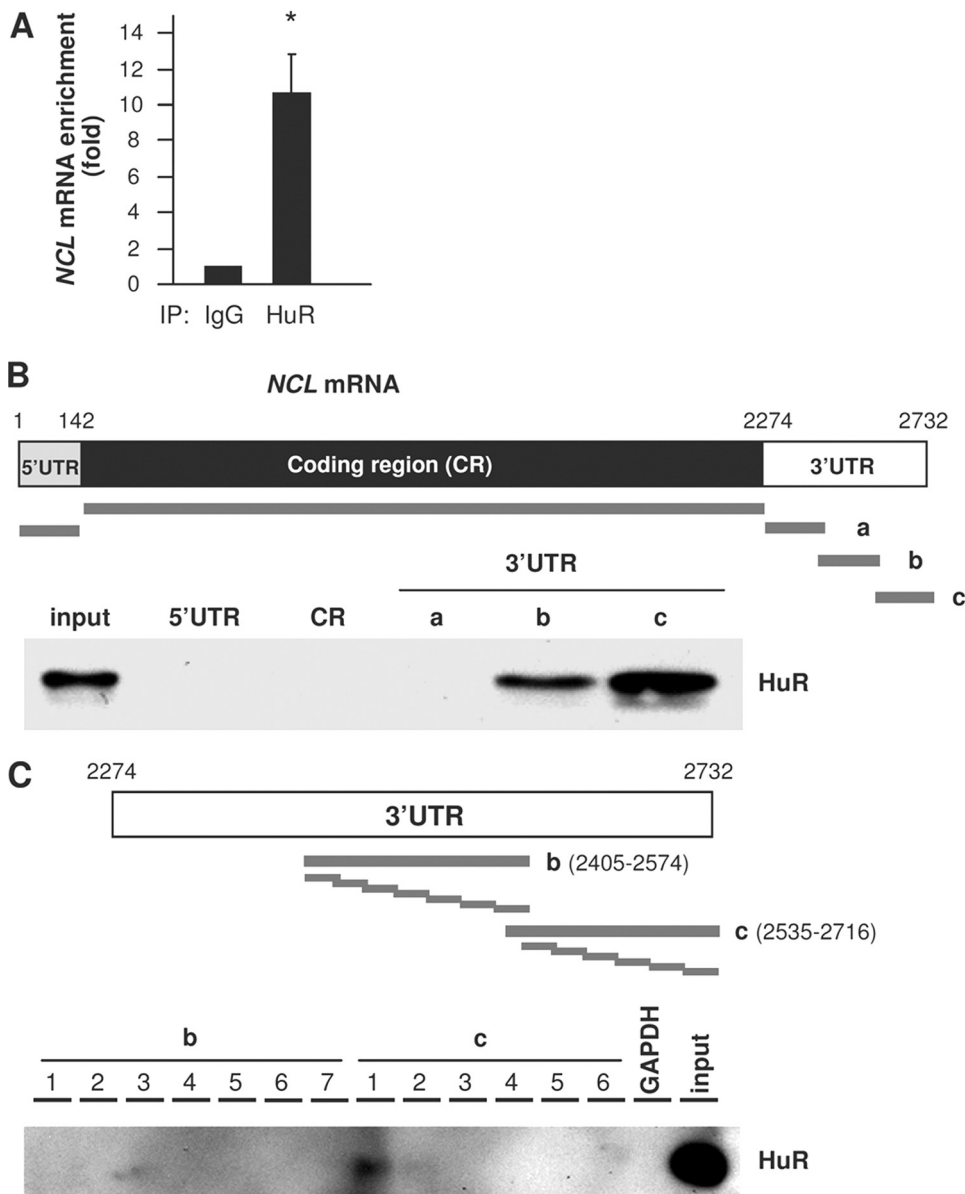 A
NCL mRNA enrichment
(fold)
14
12
10
8
6
4
2
0
*
IP: IgG HuR
B
NCL mRNA
1 142 2274 2732
5’UTR Coding region (CR) 3’UTR
a
b
c
3’UTR
input 5’UTR CR a b c
HuR
C
2274 2732
3’UTR
b (2405-2574)
c (2535-2716)
b c GAPDH input
1 2 3 4 5 6 7 1 2 3 4 5 6
HuR